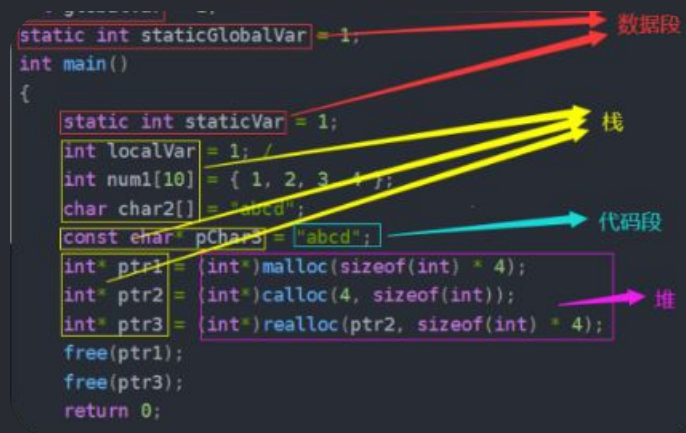 static int staticGlobalVar = 1;
数据段
int main()
{
static int staticVar = 1;
栈
int localVar = 1; /
int num1[10] = { 1, 2, 3, 4 };
char char2[] = "abcd";
const char* pChar3 = "abcd";
代码段
int* ptr1 = (int*)malloc(sizeof(int) * 4);
int* ptr2 = (int*)calloc(4, sizeof(int));
堆
int* ptr3 = (int*)realloc(ptr2, sizeof(int) * 4);
free(ptr1);
free(ptr3);
return 0;